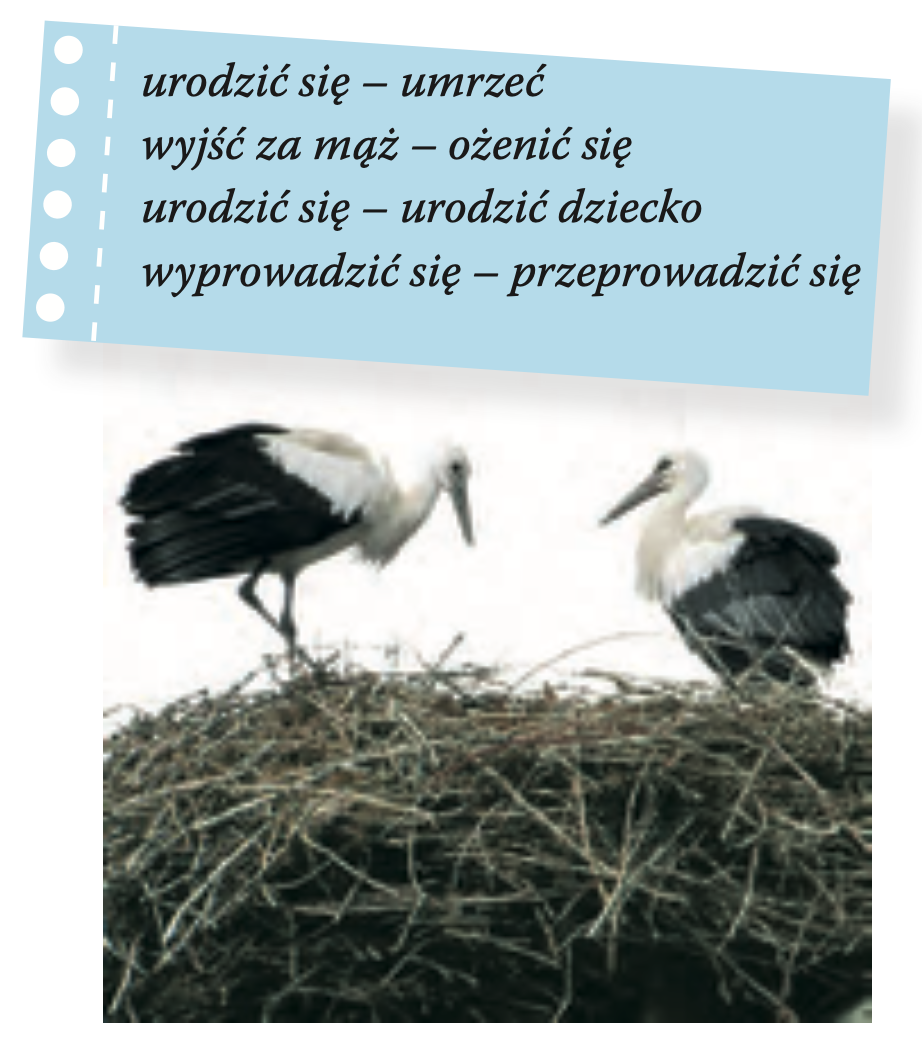 urodzić się – umrzeć
wyjść za mąż – ożenić się
urodzić się – urodzić dziecko
wyprowadzić się – przeprowadzić się